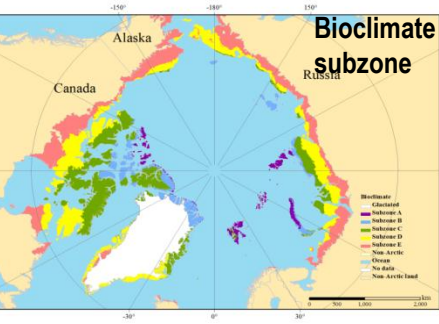 -150°
-180°
150°
Bioclimate
subzone
Alaska
Russia
Canada
Bioclimate
Glaciated
Subzone A
Subzone B
Subzone C
Subzone D
Subzone E
Non-Arctic
Ocean
No data
Non-Arctic land
km
0 500 1,000 2,000
-30°
0°
30°